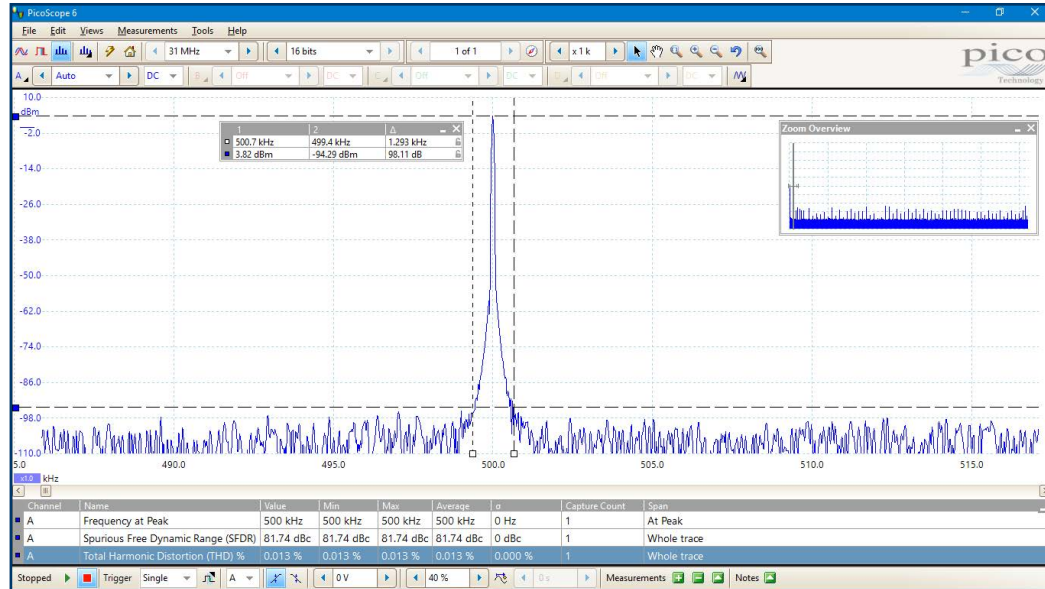 PicoScope 6
File Edit Views Measurements Tools Help
31 MHz 16 bits 1 of 1 x 1 k
pico
Technology
A Auto DC B Off DC C Off DC D Off DC
10.0
dBm
-2.0
-14.0
-26.0
-38.0
-50.0
-62.0
-74.0
-86.0
-98.0
-110.0
1 2 Δ
500.7 kHz 499.4 kHz 1.293 kHz
3.82 dBm -94.29 dBm 98.11 dB
Zoom Overview
5.0 490.0 495.0 500.0 505.0 510.0 515.0
x1.0 kHz
Channel Name Value Min Max Average σ Capture Count Span
A Frequency at Peak 500 kHz 500 kHz 500 kHz 500 kHz 0 Hz 1 At Peak
A Spurious Free Dynamic Range (SFDR) 81.74 dBc 81.74 dBc 81.74 dBc 81.74 dBc 0 dBc 1 Whole trace
A Total Harmonic Distortion (THD) % 0.013 % 0.013 % 0.013 % 0.013 % 0.000 % 1 Whole trace
Stopped Trigger Single A 0 V 40 % 0 s Measurements Notes